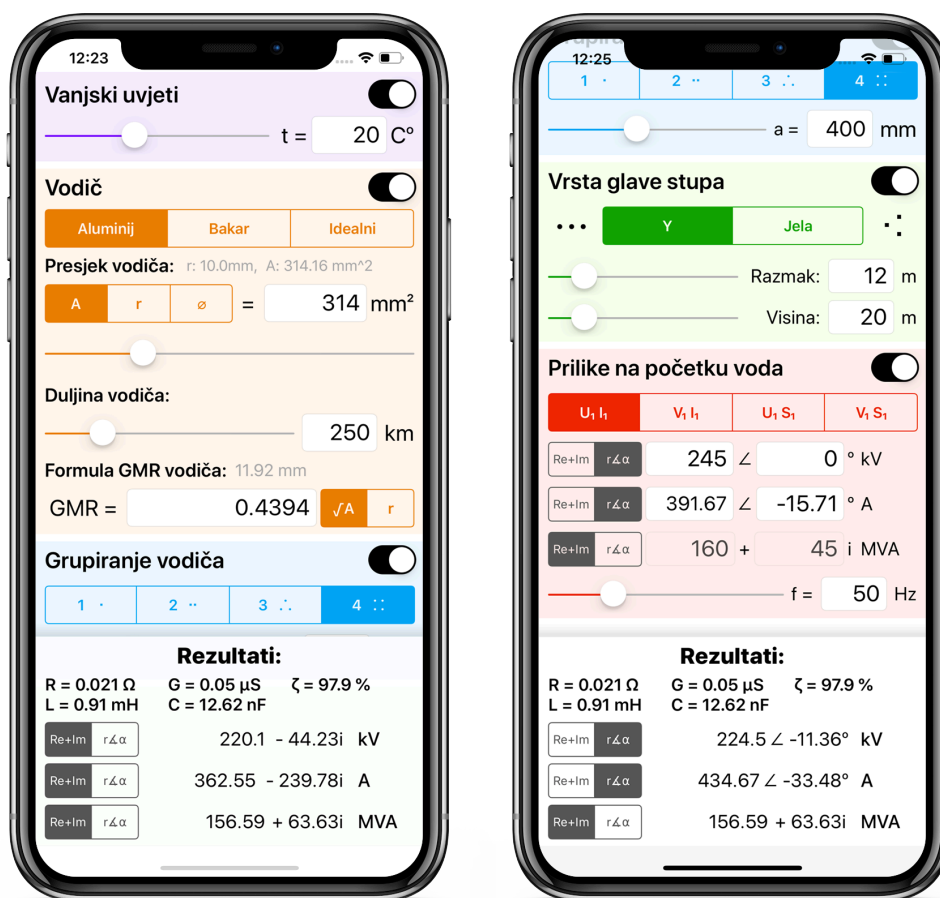 12:23
Vanjski uvjeti
t = 20 C°
Vodič
Aluminij Bakar Idealni
Presjek vodiča: r: 10.0mm, A: 314.16 mm^2
A r ⌀ = 314 mm²
Duljina vodiča:
250 km
Formula GMR vodiča: 11.92 mm
GMR = 0.4394 √A r
Grupiranje vodiča
1 · 2 ·· 3 ∴ 4 ∷
Rezultati:
R = 0.021 Ω G = 0.05 µS ζ = 97.9 %
L = 0.91 mH C = 12.62 nF
Re+Im r∡α 220.1 - 44.23i kV
Re+Im r∡α 362.55 - 239.78i A
Re+Im r∡α 156.59 + 63.63i MVA
12:25
1 · 2 ·· 3 ∴ 4 ∷
a = 400 mm
Vrsta glave stupa
Y Jela
Razmak: 12 m
Visina: 20 m
Prilike na početku voda
U₁ I₁ V₁ I₁ U₁ S₁ V₁ S₁
Re+Im r∡α 245 ∠ 0 ° kV
Re+Im r∡α 391.67 ∠ -15.71 ° A
Re+Im r∡α 160 + 45 i MVA
f = 50 Hz
Rezultati:
R = 0.021 Ω G = 0.05 µS ζ = 97.9 %
L = 0.91 mH C = 12.62 nF
Re+Im r∡α 224.5 ∠ -11.36° kV
Re+Im r∡α 434.67 ∠ -33.48° A
Re+Im r∡α 156.59 + 63.63i MVA